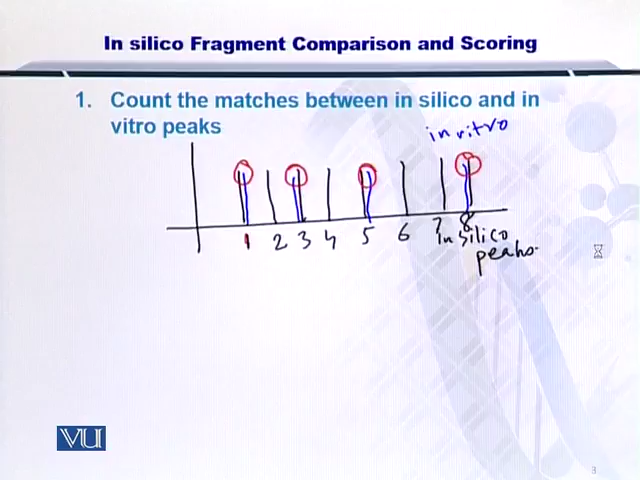 In silico Fragment Comparison and Scoring
1. Count the matches between in silico and in
vitro peaks
in vitro
1 2 3 4 5 6 7 8
in silico
peaks
VU
3